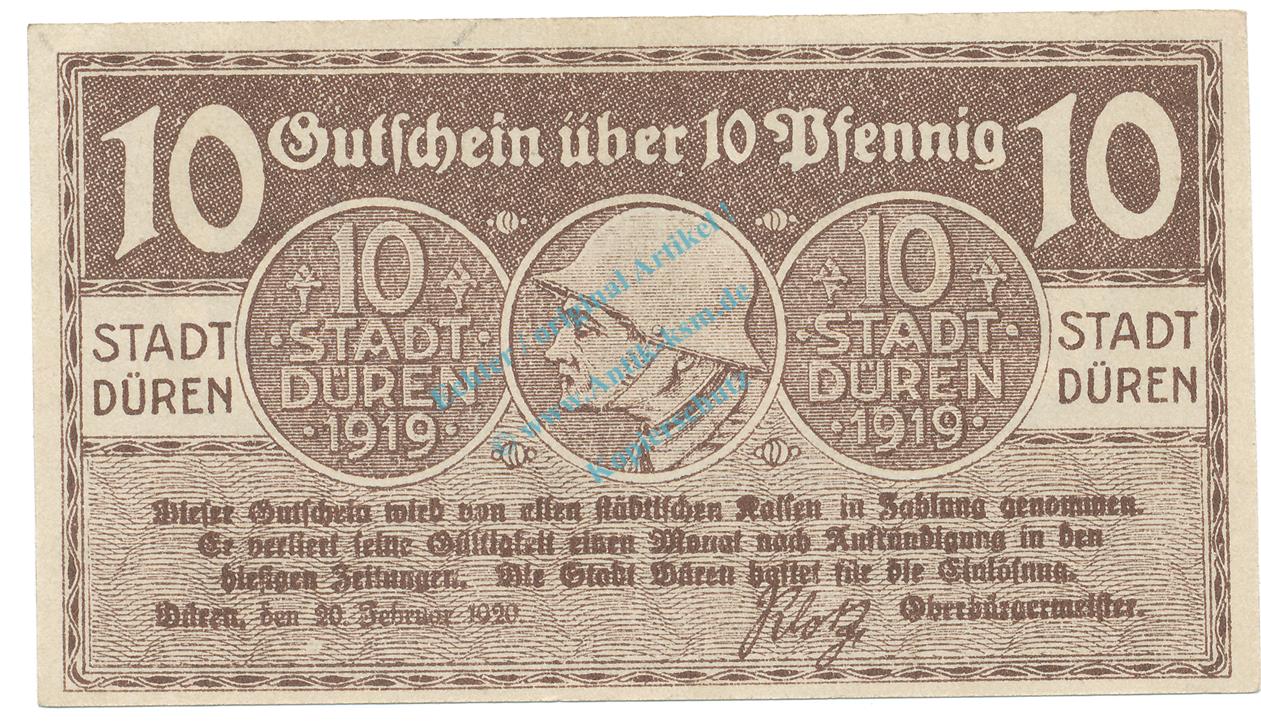 10 Gutschein über 10 Pfennig 10
STADT
DÜREN
10
STADT
DÜREN
1919
10
STADT
DÜREN
1919
STADT
DÜREN
Dieser Gutschein wird von allen städtischen Kassen in Zahlung genommen.
Er verliert seine Gültigkeit einen Monat nach Aufkündigung in den
hiesigen Zeitungen. Die Stadt Düren haftet für die Einlösung.
Düren, den 20. Februar 1920.
Klotz Oberbürgermeister.
Echter / original Artikel !
© www.Antikeksm.de
Kopierschutz